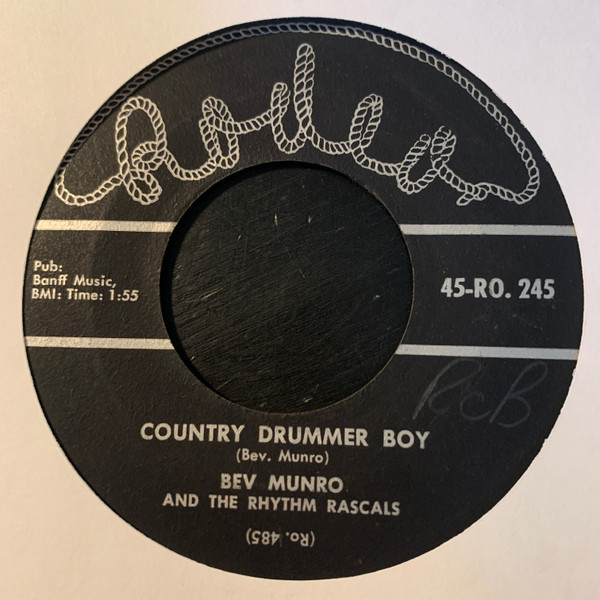 Rodeo
Pub:
Banff Music,
BMI: Time: 1:55
45-RO. 245
RCB
COUNTRY DRUMMER BOY
(Bev. Munro)
BEV MUNRO
AND THE RHYTHM RASCALS
(Ro. 485)